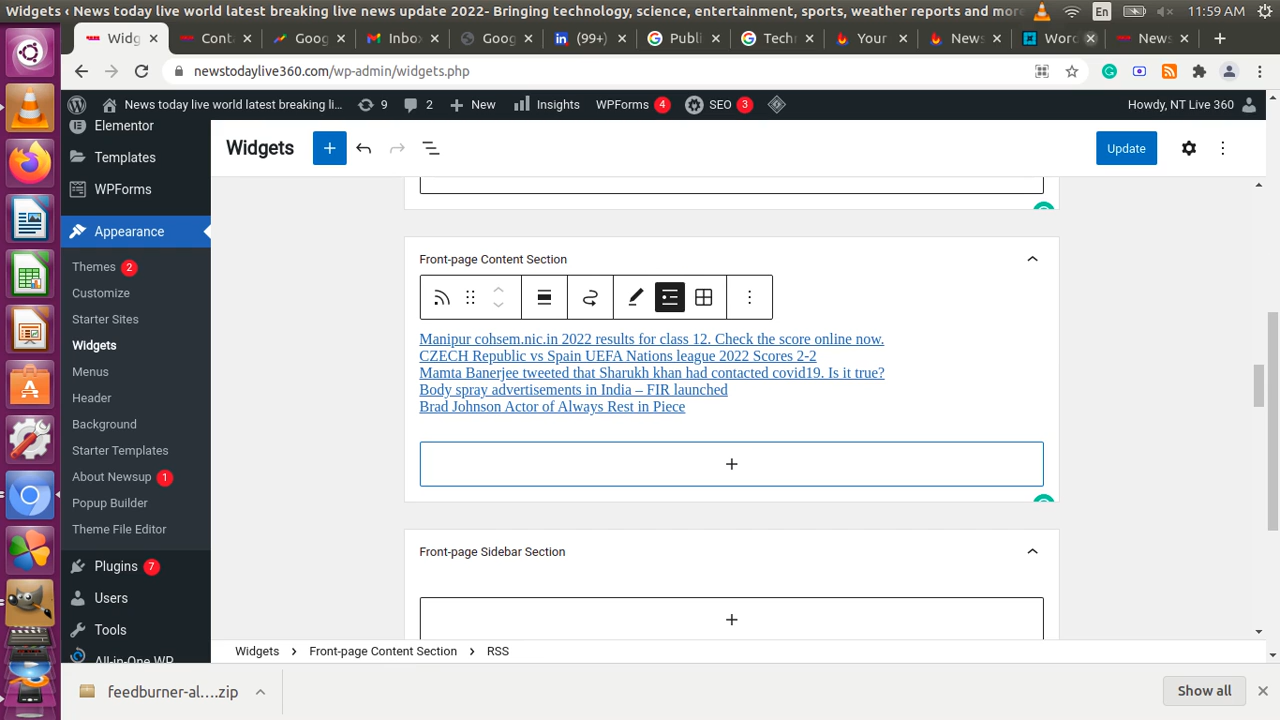 Widgets ‹ News today live world latest breaking live news update 2022- Bringing technology, science, entertainment, sports, weather reports and more
En
11:59 AM
Widg
Cont
Goog
Inbo
Goog
(99+)
Publi
Tech
Your
News
Word
News
newstodaylive360.com/wp-admin/widgets.php
News today live world latest breaking li...
9
2
New
Insights
WPForms 4
SEO 3
Howdy, NT Live 360
Elementor
Templates
WPForms
Appearance
Themes 2
Customize
Starter Sites
Widgets
Menus
Header
Background
Starter Templates
About Newsup 1
Popup Builder
Theme File Editor
Plugins 7
Users
Tools
All-in-One WP
Widgets
Update
Front-page Content Section
Manipur cohsem.nic.in 2022 results for class 12. Check the score online now.
CZECH Republic vs Spain UEFA Nations league 2022 Scores 2-2
Mamta Banerjee tweeted that Sharukh khan had contacted covid19. Is it true?
Body spray advertisements in India – FIR launched
Brad Johnson Actor of Always Rest in Piece
Front-page Sidebar Section
Widgets > Front-page Content Section > RSS
feedburner-al....zip
Show all